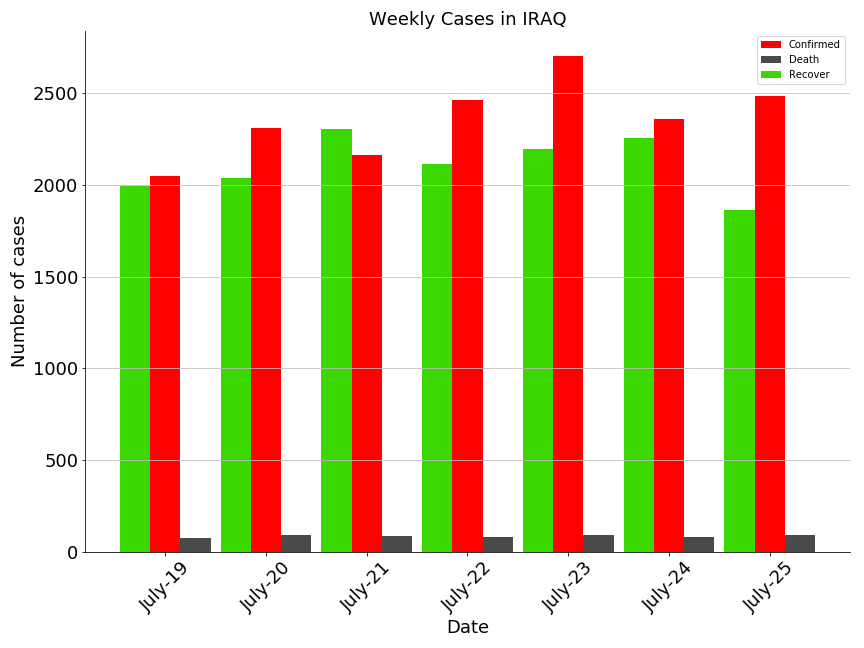 Weekly Cases in IRAQ
Confirmed
Death
Recover
Number of cases
2500
2000
1500
1000
500
0
July-19
July-20
July-21
July-22
July-23
July-24
July-25
Date